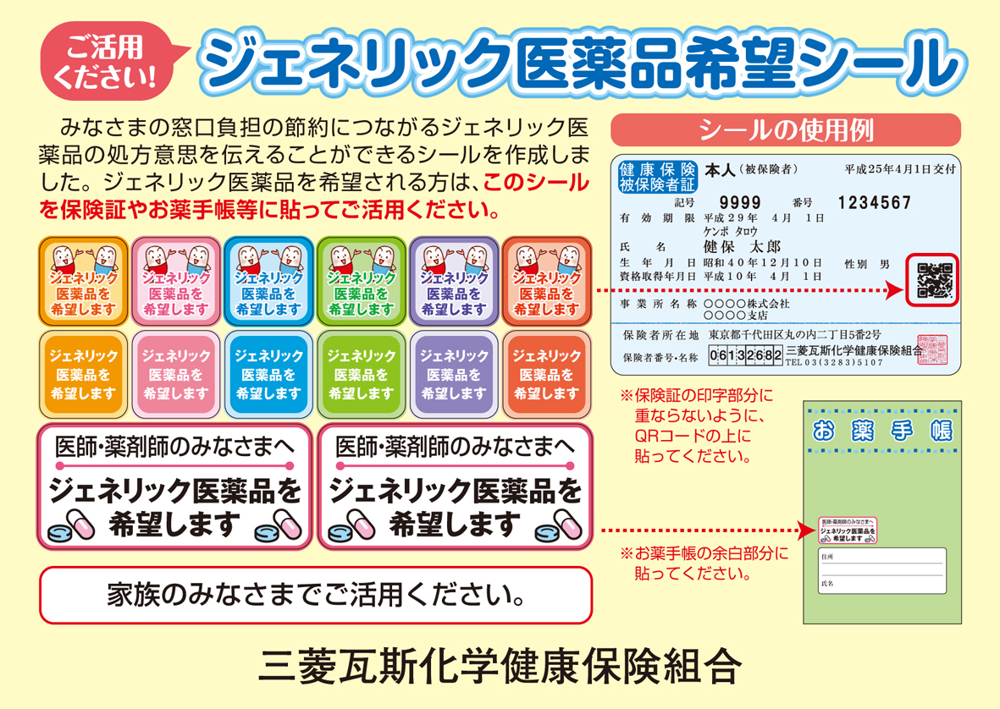 ご活用
ください!
ジェネリック医薬品希望シール
みなさまの窓口負担の節約につながるジェネリック医
薬品の処方意思を伝えることができるシールを作成しま
した。ジェネリック医薬品を希望される方は、このシール
を保険証やお薬手帳等に貼ってご活用ください。
ジェネリック
医薬品を
希望します
ジェネリック
医薬品を
希望します
ジェネリック
医薬品を
希望します
ジェネリック
医薬品を
希望します
ジェネリック
医薬品を
希望します
ジェネリック
医薬品を
希望します
ジェネリック
医薬品を
希望します
ジェネリック
医薬品を
希望します
ジェネリック
医薬品を
希望します
ジェネリック
医薬品を
希望します
ジェネリック
医薬品を
希望します
ジェネリック
医薬品を
希望します
医師・薬剤師のみなさまへ
ジェネリック医薬品を
希望します
医師・薬剤師のみなさまへ
ジェネリック医薬品を
希望します
家族のみなさまでご活用ください。
シールの使用例
健康保険
被保険者証
本人(被保険者) 平成25年4月1日交付
記号 9999 番号 1234567
有効期限 平成29年 4月 1日
ケンポ タロウ
氏名 健保 太郎
生年月日 昭和40年12月10日 性別 男
資格取得年月日 平成10年 4月 1日
事業所名称 〇〇〇〇株式会社
〇〇〇〇支店
保険者所在地 東京都千代田区丸の内二丁目5番2号
保険者番号・名称 06132682 三菱瓦斯化学健康保険組合
TEL03(3283)5107
※保険証の印字部分に
重ならないように、
QRコードの上に
貼ってください。
お薬手帳
医師・薬剤師のみなさまへ
ジェネリック医薬品を
希望します
住所
氏名
※お薬手帳の余白部分に
貼ってください。
三菱瓦斯化学健康保険組合